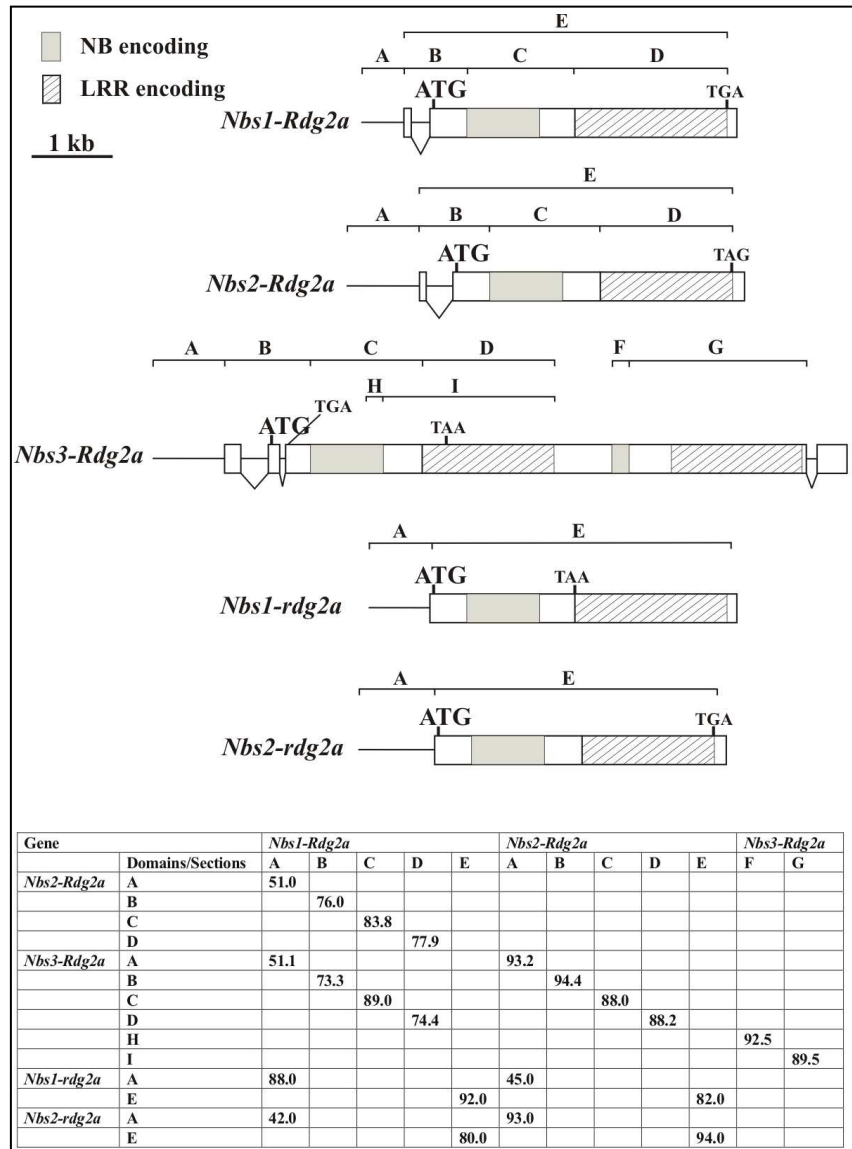 E
NB encoding
A B C D
LRR encoding
ATG TGA
Nbs1-Rdg2a
1 kb
E
A B C D
ATG TAG
Nbs2-Rdg2a
A B C D F G
H I
TGA
ATG TAA
Nbs3-Rdg2a
A E
ATG TAA
Nbs1-rdg2a
A E
ATG TGA
Nbs2-rdg2a
Gene Nbs1-Rdg2a Nbs2-Rdg2a Nbs3-Rdg2a
Domains/Sections A B C D E A B C D E F G
Nbs2-Rdg2a A 51.0
B 76.0
C 83.8
D 77.9
Nbs3-Rdg2a A 51.1 93.2
B 73.3 94.4
C 89.0 88.0
D 74.4 88.2
H 92.5
I 89.5
Nbs1-rdg2a A 88.0 45.0
E 92.0 82.0
Nbs2-rdg2a A 42.0 93.0
E 80.0 94.0